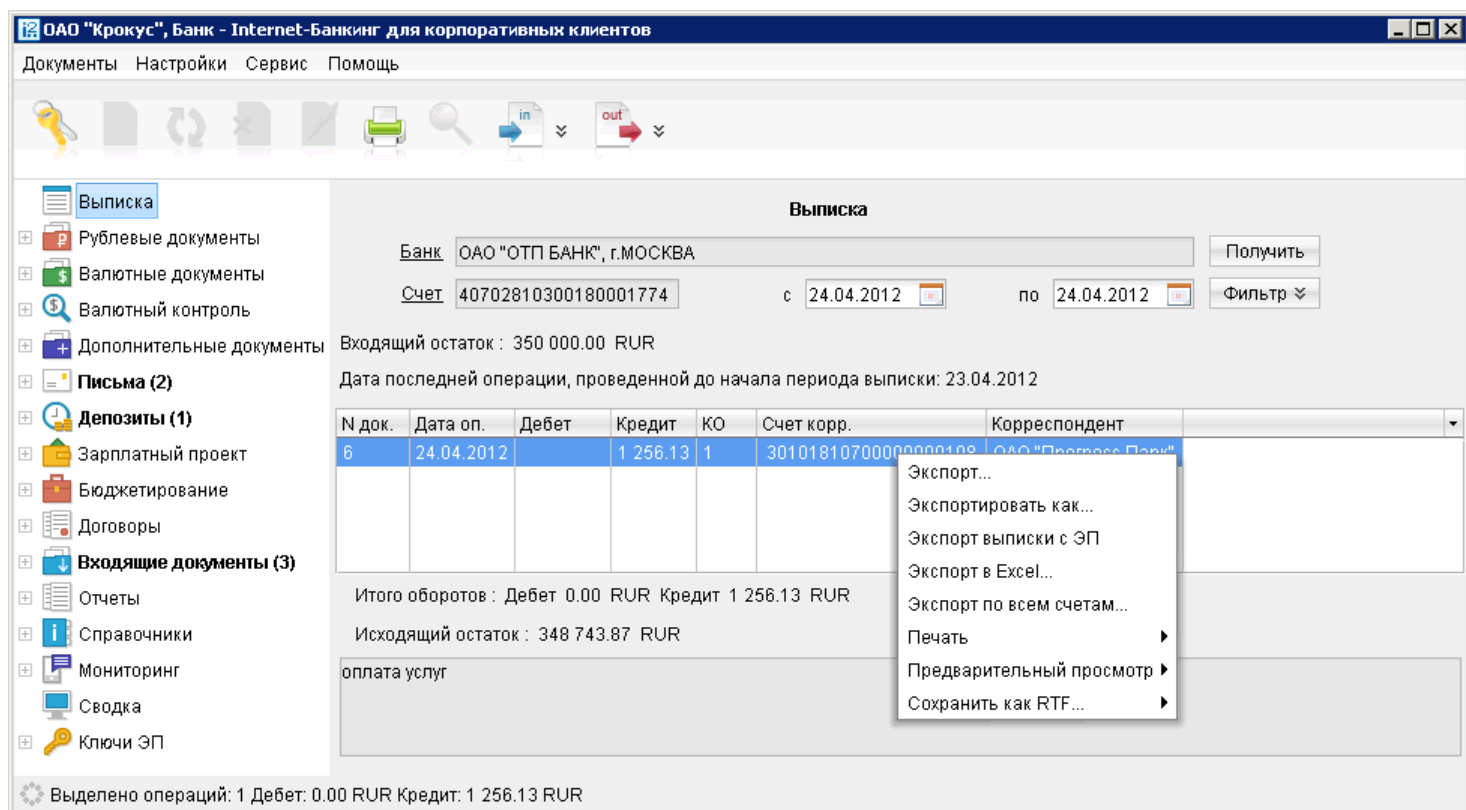 ОАО "Крокус", Банк - Internet-Банкинг для корпоративных клиентов
Документы Настройки Сервис Помощь
in out
Выписка
Рублевые документы
Валютные документы
Валютный контроль
Дополнительные документы
Письма (2)
Депозиты (1)
Зарплатный проект
Бюджетирование
Договоры
Входящие документы (3)
Отчеты
Справочники
Мониторинг
Сводка
Ключи ЭП
Выписка
Банк ОАО "ОТП БАНК", г.МОСКВА Получить
Счет 40702810300180001774 с 24.04.2012 по 24.04.2012 Фильтр
Входящий остаток : 350 000.00 RUR
Дата последней операции, проведенной до начала периода выписки: 23.04.2012
N док. Дата оп. Дебет Кредит КО Счет корр. Корреспондент
6 24.04.2012 1 256.13 1 30101810700000000108 ОАО
Экспорт...
Экспортировать как...
Экспорт выписки с ЭП
Экспорт в Excel...
Экспорт по всем счетам...
Печать
Предварительный просмотр
Сохранить как RTF...
Итого оборотов : Дебет 0.00 RUR Кредит 1 256.13 RUR
Исходящий остаток : 348 743.87 RUR
оплата услуг
Выделено операций: 1 Дебет: 0.00 RUR Кредит: 1 256.13 RUR